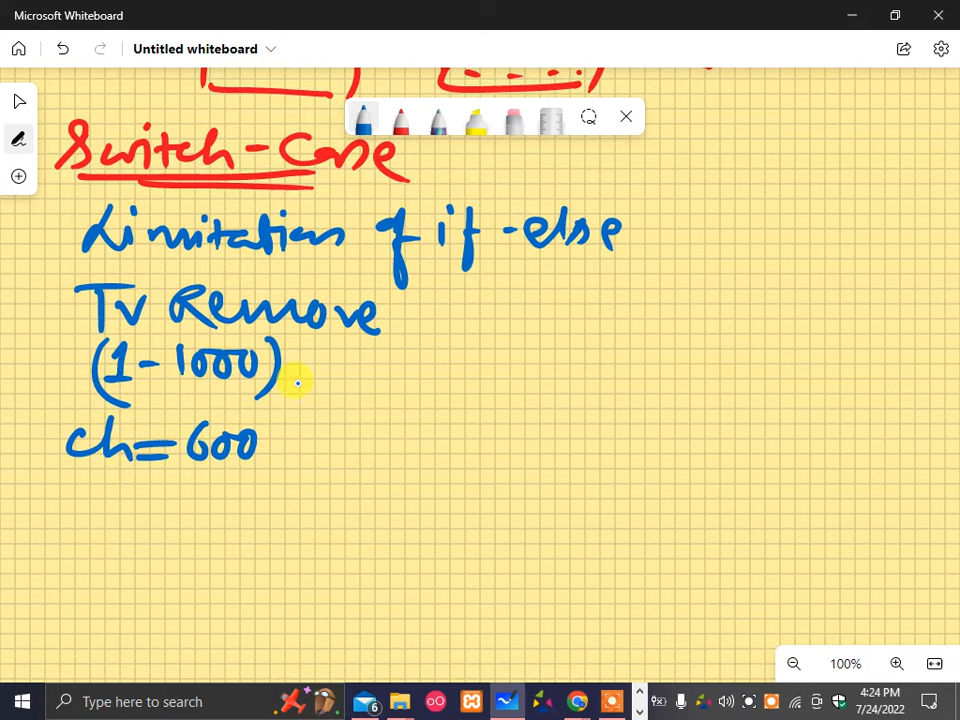 Microsoft Whiteboard
Untitled whiteboard
Switch-Case
Limitation of if-else
Tv Remove
(1-1000)
Ch=600
100%
Type here to search
6
4:24 PM
7/24/2022